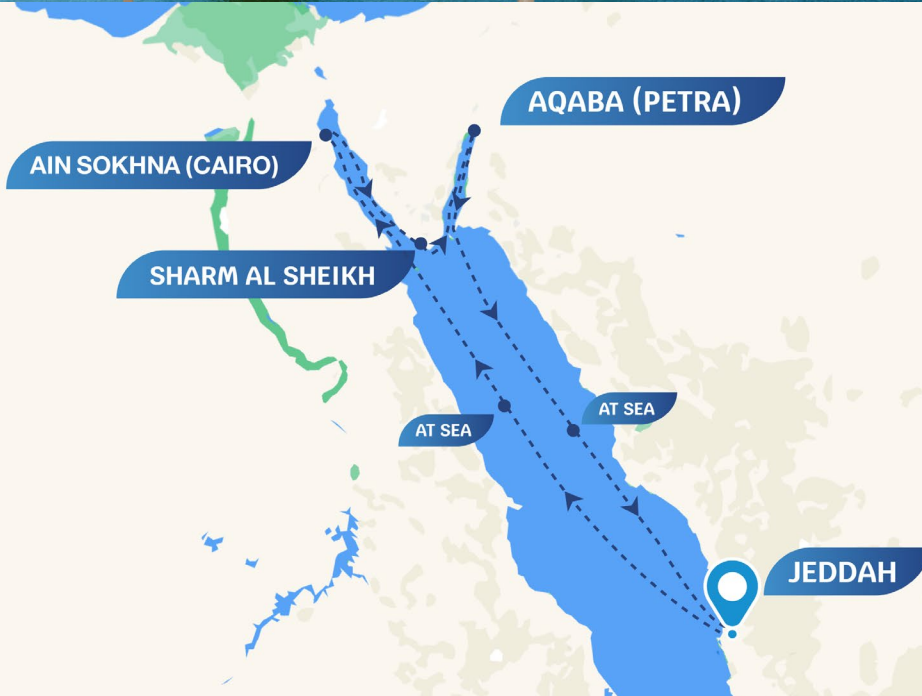 AQABA (PETRA)
AIN SOKHNA (CAIRO)
SHARM AL SHEIKH
AT SEA
AT SEA
JEDDAH